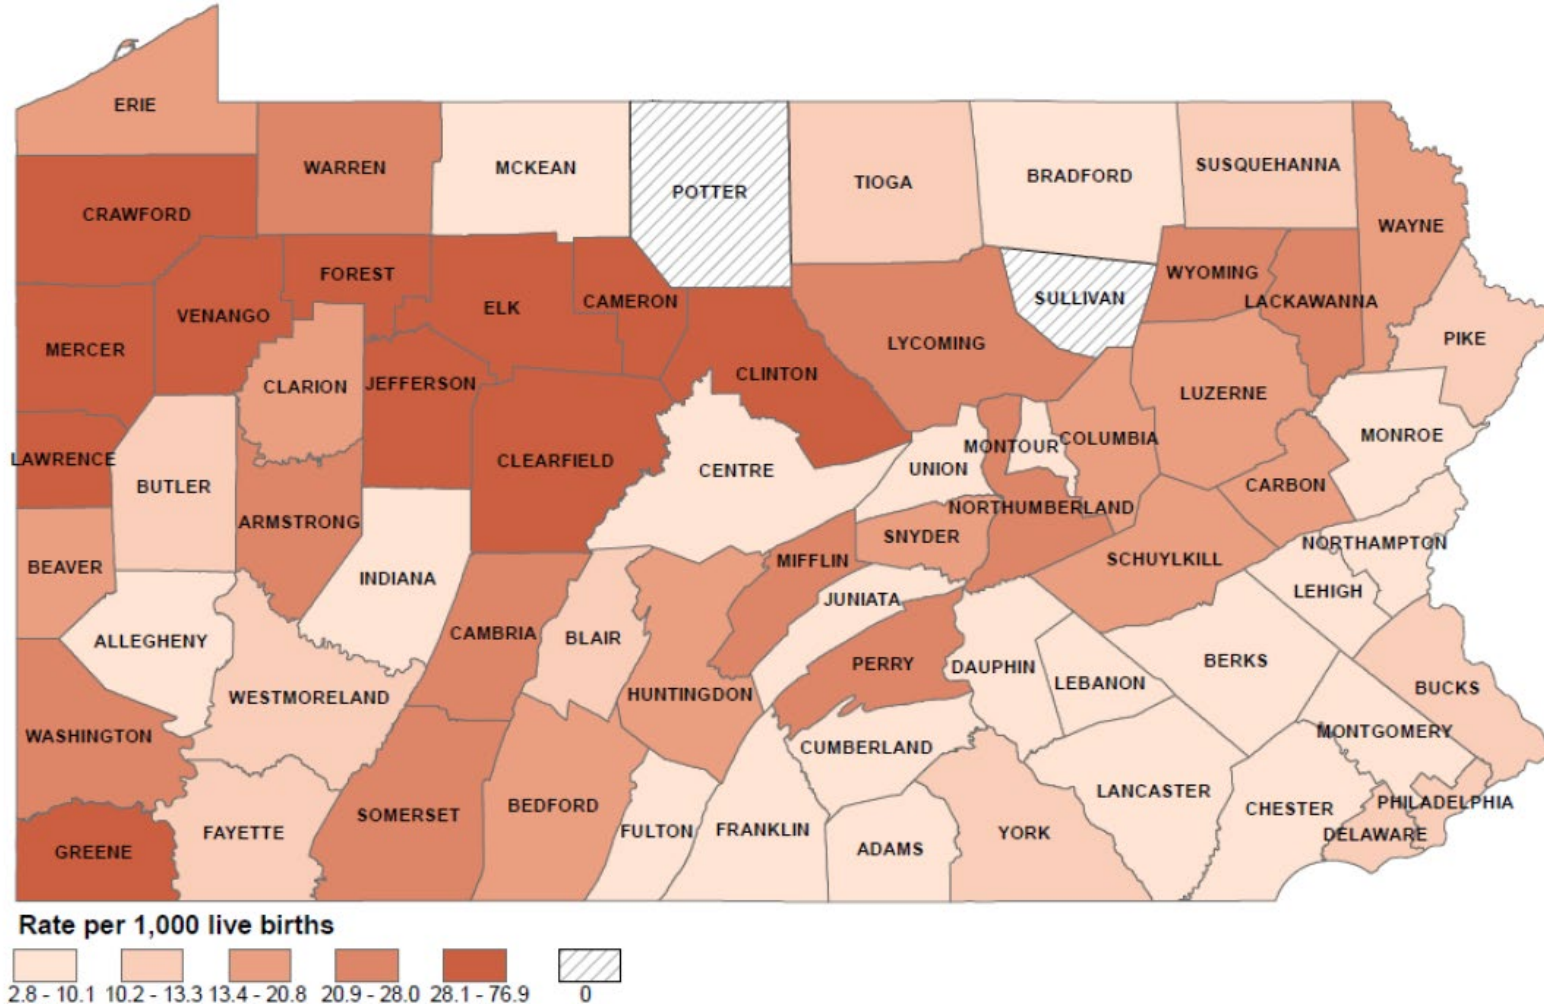 ERIE
WARREN
MCKEAN
POTTER
TIOGA
BRADFORD
SUSQUEHANNA
WAYNE
CRAWFORD
FOREST
VENANGO
ELK
CAMERON
SULLIVAN
WYOMING
LACKAWANNA
MERCER
CLARION
JEFFERSON
CLINTON
LYCOMING
LUZERNE
PIKE
LAWRENCE
BUTLER
CLEARFIELD
CENTRE
UNION
MONTOUR
COLUMBIA
MONROE
CARBON
ARMSTRONG
NORTHUMBERLAND
SNYDER
MIFFLIN
SCHUYLKILL
NORTHAMPTON
BEAVER
INDIANA
JUNIATA
LEHIGH
ALLEGHENY
CAMBRIA
BLAIR
PERRY
DAUPHIN
LEBANON
BERKS
BUCKS
WESTMORELAND
HUNTINGDON
WASHINGTON
CUMBERLAND
MONTGOMERY
LANCASTER
CHESTER
PHILADELPHIA
DELAWARE
SOMERSET
BEDFORD
FULTON
FRANKLIN
ADAMS
YORK
FAYETTE
GREENE
Rate per 1,000 live births
2.8 - 10.1 10.2 - 13.3 13.4 - 20.8 20.9 - 28.0 28.1 - 76.9 0